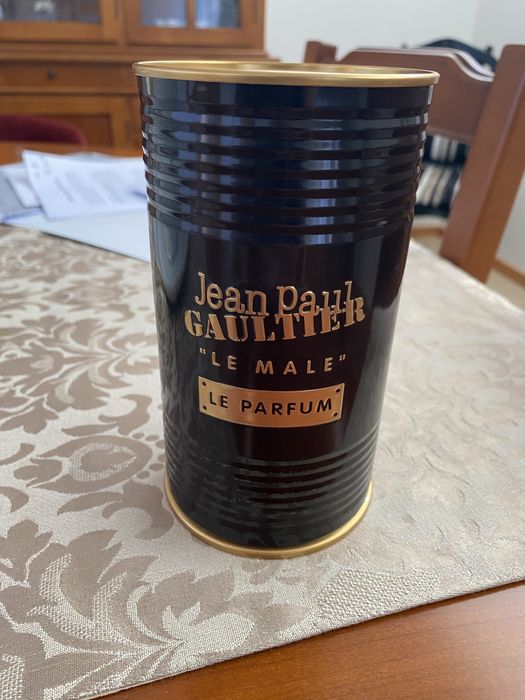 Jean Paul
GAULTIER
"LE MALE"
LE PARFUM